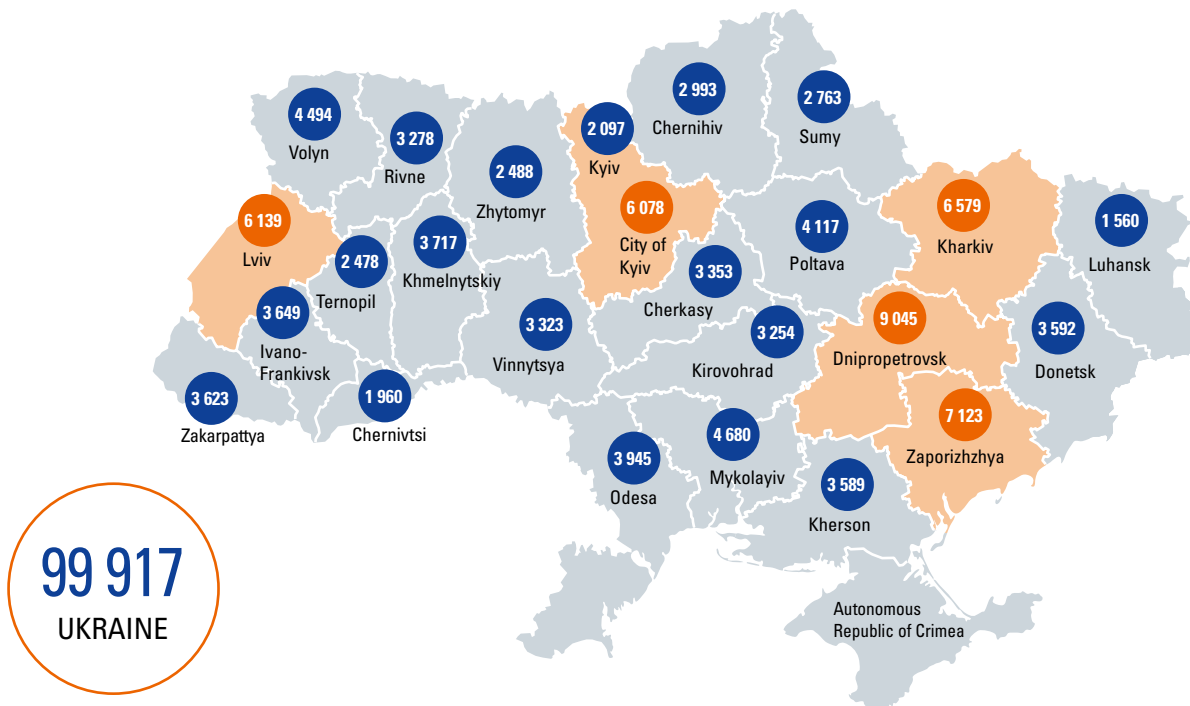 2 993
Chernihiv
2 763
Sumy
4 494
Volyn
3 278
Rivne
2 097
Kyiv
2 488
Zhytomyr
6 078
City of
Kyiv
6 579
Kharkiv
1 560
Luhansk
6 139
Lviv
4 117
Poltava
3 717
Khmelnytskiy
2 478
Ternopil
3 353
Cherkasy
3 649
Ivano-
Frankivsk
3 323
Vinnytsya
3 254
Kirovohrad
9 045
Dnipropetrovsk
3 592
Donetsk
3 623
Zakarpattya
1 960
Chernivtsi
7 123
Zaporizhzhya
4 680
Mykolayiv
3 945
Odesa
3 589
Kherson
99 917
UKRAINE
Autonomous
Republic of Crimea